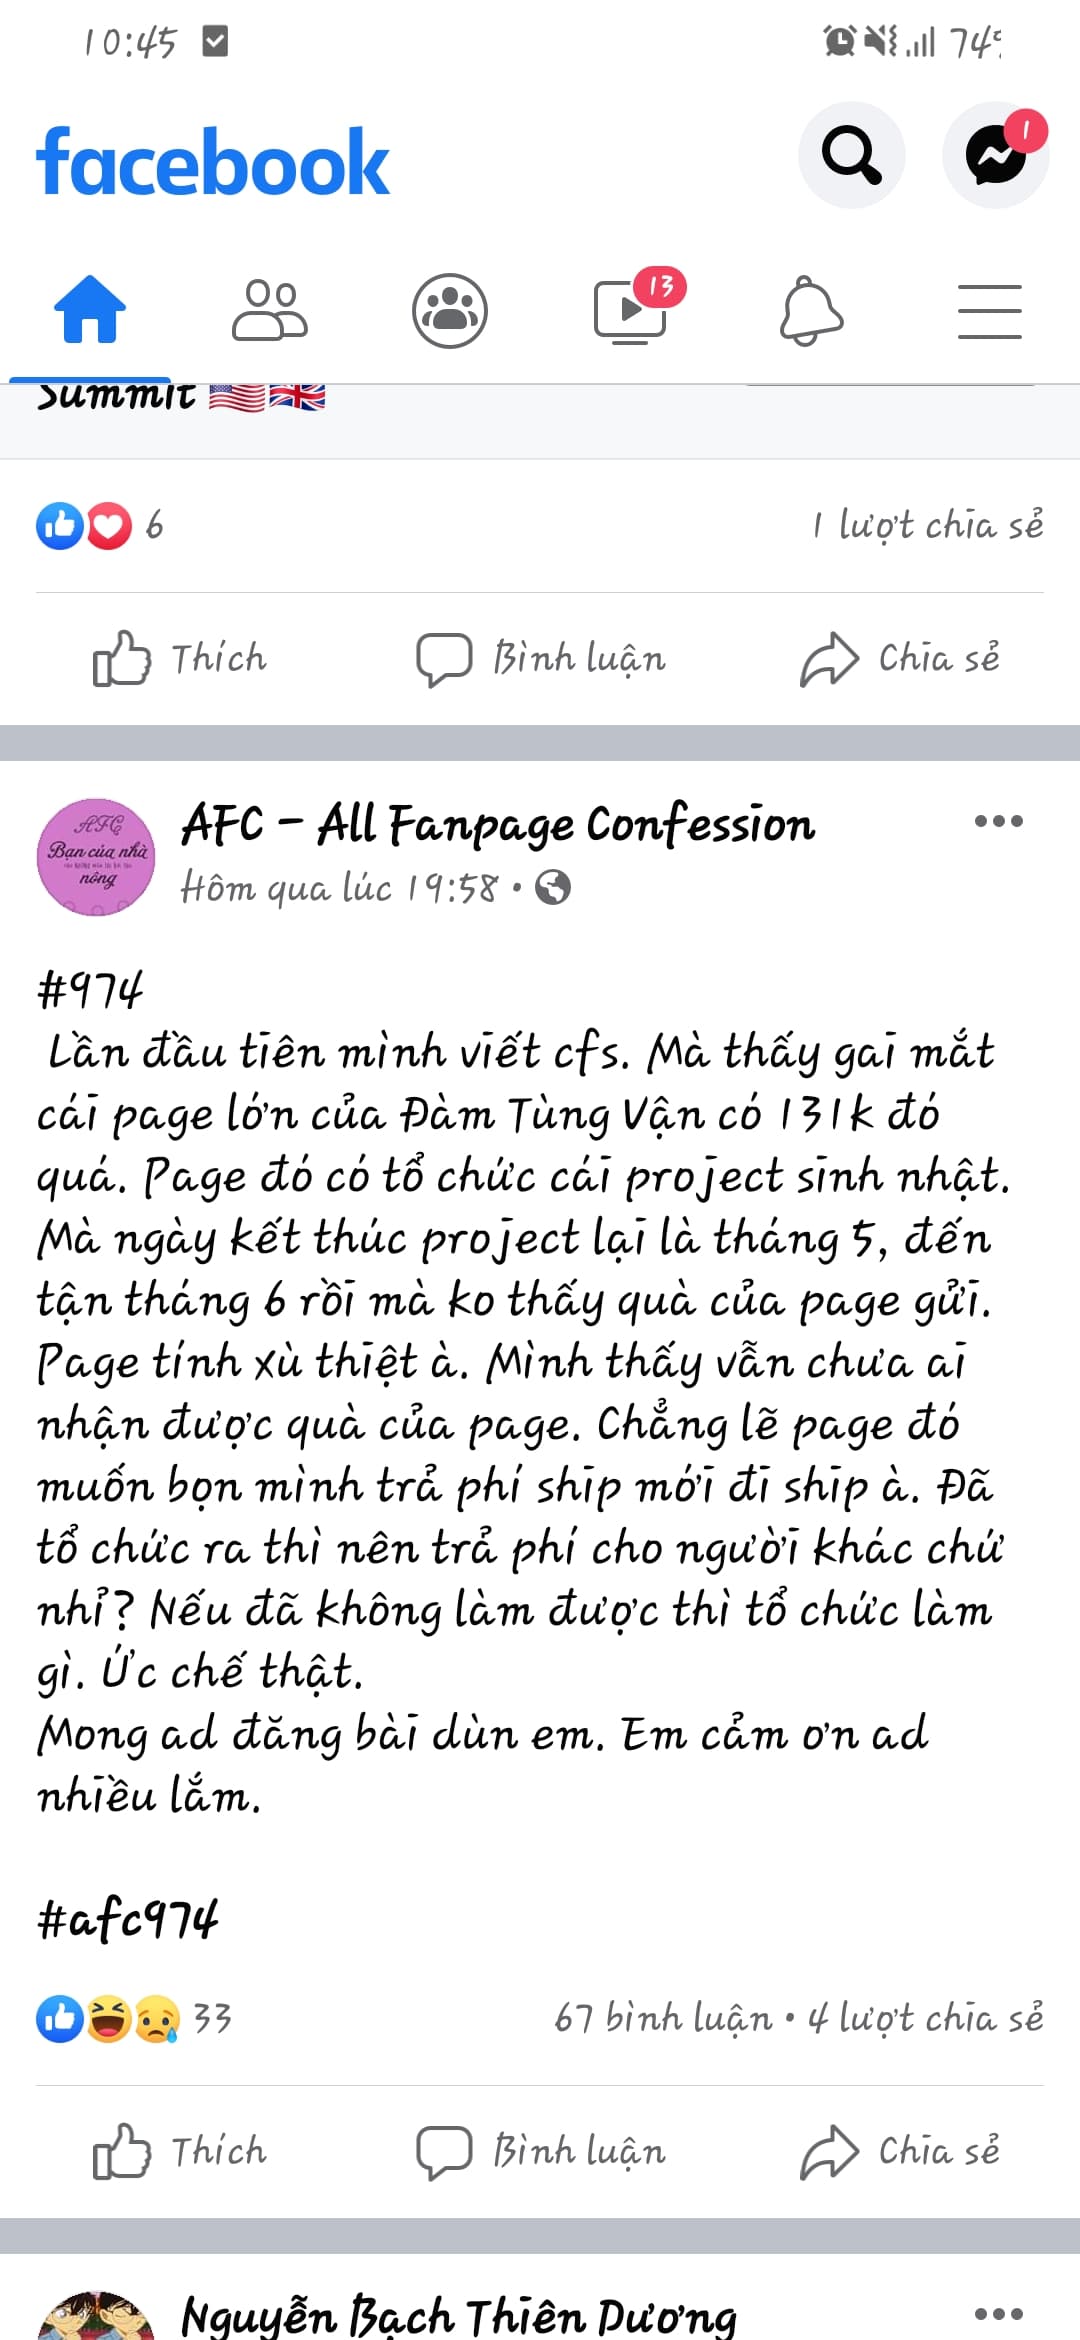 10:45
74
facebook
1
13
Summit
6
1 lượt chia sẻ
Thích
Bình luận
Chia sẻ
AFC
Bạn của nhà
nông
AFC - All Fanpage Confession
Hôm qua lúc 19:58 •
#974
Lần đầu tiên mình viết cfs. Mà thấy gai mắt
cái page lớn của Đàm Tùng Vận có 131k đó
quá. Page đó có tổ chức cái project sinh nhật.
Mà ngày kết thúc project lại là tháng 5, đến
tận tháng 6 rồi mà ko thấy quà của page gửi.
Page tính xù thiệt à. Mình thấy vẫn chưa ai
nhận được quà của page. Chẳng lẽ page đó
muốn bọn mình trả phí ship mới đi ship à. Đã
tổ chức ra thì nên trả phí cho người khác chứ
nhỉ? Nếu đã không làm được thì tổ chức làm
gì. Ức chế thật.
Mong ad đăng bài dùn em. Em cảm ơn ad
nhiều lắm.
#afc974
33
67 bình luận • 4 lượt chia sẻ
Thích
Bình luận
Chia sẻ
Nguyễn Bạch Thiên Dương